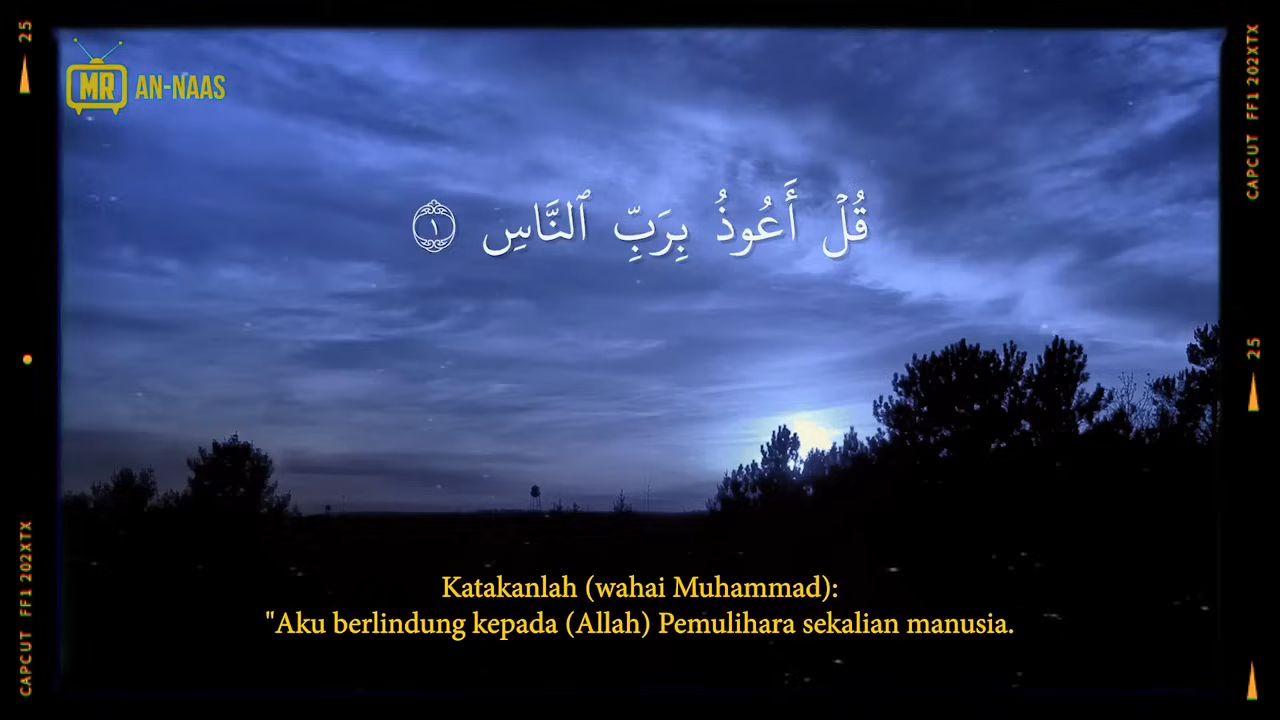 25
MR AN-NAAS
CAPCUT FF1 202XTX
قُلْ أَعُوذُ بِرَبِّ ٱلنَّاسِ ١
25
CAPCUT FF1 202XTX
Katakanlah (wahai Muhammad):
"Aku berlindung kepada (Allah) Pemulihara sekalian manusia.